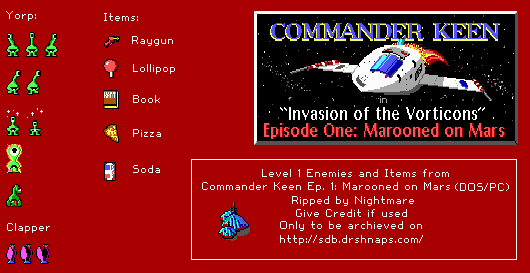 Yorp:
Items:
Raygun
Lollipop
Book
Pizza
Soda
Clapper
COMMANDER KEEN
in
"Invasion of the Vorticons"
Episode One: Marooned on Mars
Level 1 Enemies and Items from
Commander Keen Ep. 1: Marooned on Mars (DOS/PC)
Ripped by Nightmare
Give Credit if used
Only to be archieved on
http://sdb.drshnaps.com/